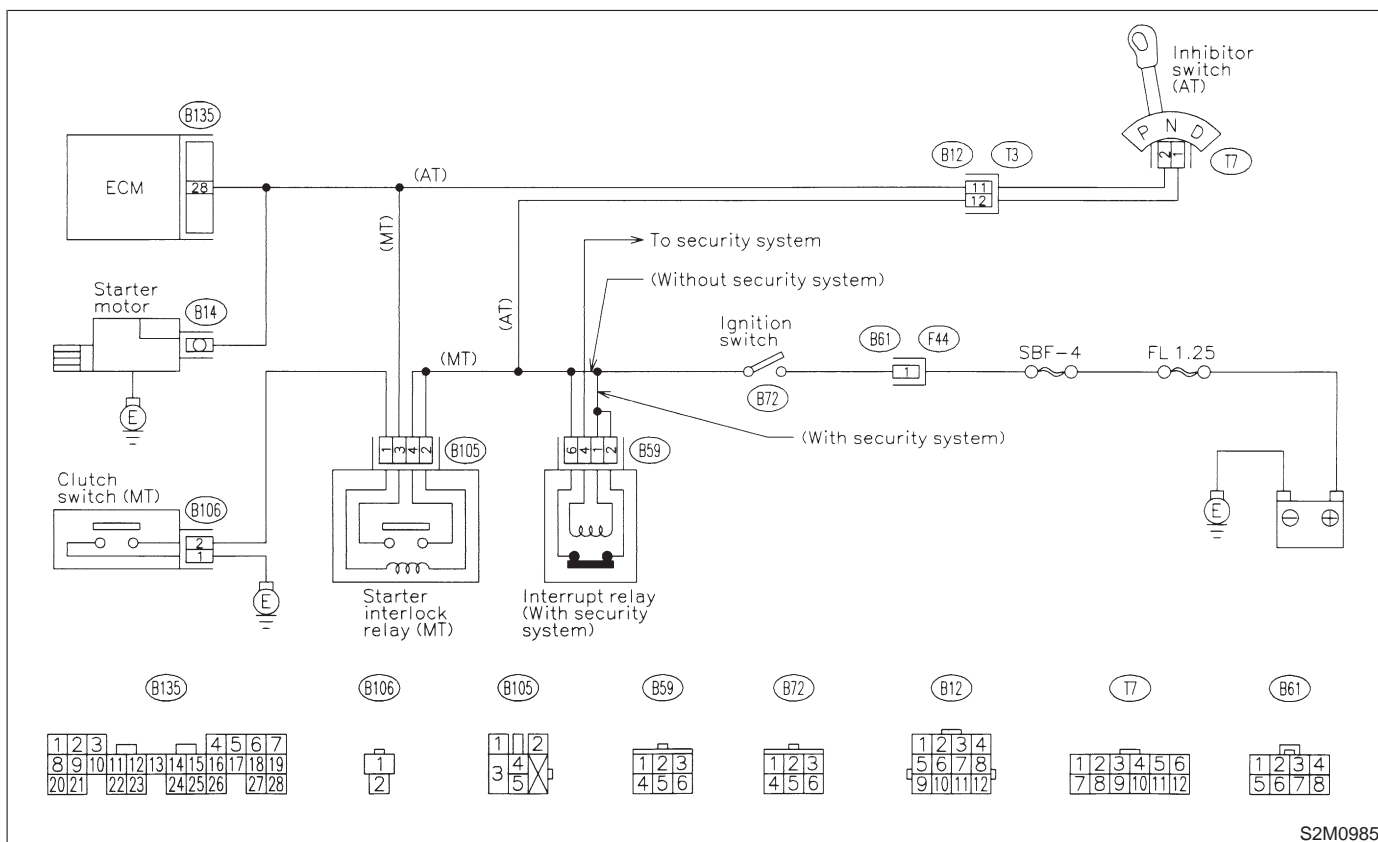 Inhibitor
switch
(AT)
P N D
2 1
T7
B135
ECM
28
(AT)
B12 T3
11
12
(MT)
To security system
(Without security system)
(AT)
Starter
motor
B14
E
(MT)
Ignition
switch
B72
B61 F44
1
SBF-4
FL 1.25
(With security system)
1 3 4 2
B105
6 4 1 2
B59
Clutch
switch (MT)
B106
2
1
E
E
⊖ ⊕
Starter
interlock
relay (MT)
Interrupt relay
(With security
system)
B135 B106 B105 B59 B72 B12 T7 B61
1 2 3 4 5 6 7
8 9 10 11 12 13 14 15 16 17 18 19
20 21 22 23 24 25 26 27 28
1
2
1 2
3 4
5
1 2 3
4 5 6
1 2 3
4 5 6
1 2 3 4
5 6 7 8
9 10 11 12
1 2 3 4 5 6
7 8 9 10 11 12
1 2 3 4
5 6 7 8
S2M0985